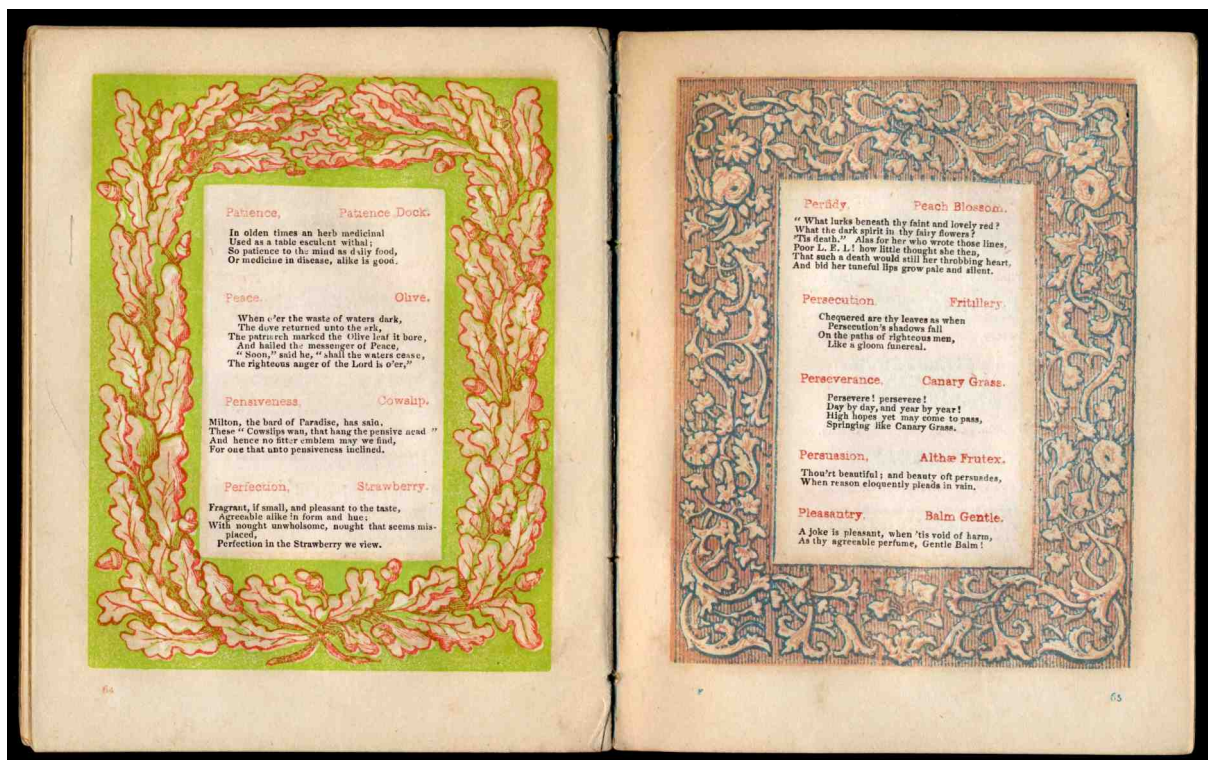 Patience, Patience Dock.
In olden times an herb medicinal
Used as a table esculent withal;
So patience to the mind as daily food,
Or medicine in disease, alike is good.
Peace. Olive.
When o'er the waste of waters dark,
The dove returned unto the ark,
The patriarch marked the Olive leaf it bore,
And hailed the messenger of Peace,
"Soon," said he, "shall the waters cease,
The righteous anger of the Lord is o'er,"
Pensiveness, Cowslip.
Milton, the bard of Paradise, has said,
These "Cowslips wan, that hang the pensive head"
And hence no fitter emblem may we find,
For one that unto pensiveness inclined.
Perfection, Strawberry.
Fragrant, if small, and pleasant to the taste,
Agreeable alike in form and hue;
With nought unwholesome, nought that seems mis-
placed,
Perfection in the Strawberry we view.
64
Perfidy, Peach Blossom.
"What lurks beneath thy faint and lovely red?
What the dark spirit in thy fairy flowers?
'Tis death." Alas for her who wrote those lines,
Poor L. E. L! how little thought she then,
That such a death would still her throbbing heart,
And bid her tuneful lips grow pale and silent.
Persecution. Fritillary.
Chequered are thy leaves as when
Persecution's shadows fall
On the paths of righteous men,
Like a gloom funereal.
Perseverance, Canary Grass.
Persevere! persevere!
Day by day, and year by year!
High hopes yet may come to pass,
Springing like Canary Grass.
Persuasion, Althæ Frutex.
Thou'rt beautiful; and beauty oft persuades,
When reason eloquently pleads in vain.
Pleasantry. Balm Gentle.
A joke is pleasant, when 'tis void of harm,
As thy agreeable perfume, Gentle Balm!
F
65